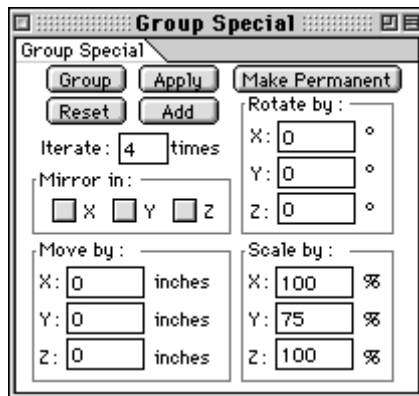 Group Special
Group Special
Group Apply Make Permanent
Reset Add
Iterate: 4 times
Rotate by:
X: 0 °
Y: 0 °
Z: 0 °
Mirror in:
X Y Z
Move by:
X: 0 inches
Y: 0 inches
Z: 0 inches
Scale by:
X: 100 %
Y: 75 %
Z: 100 %